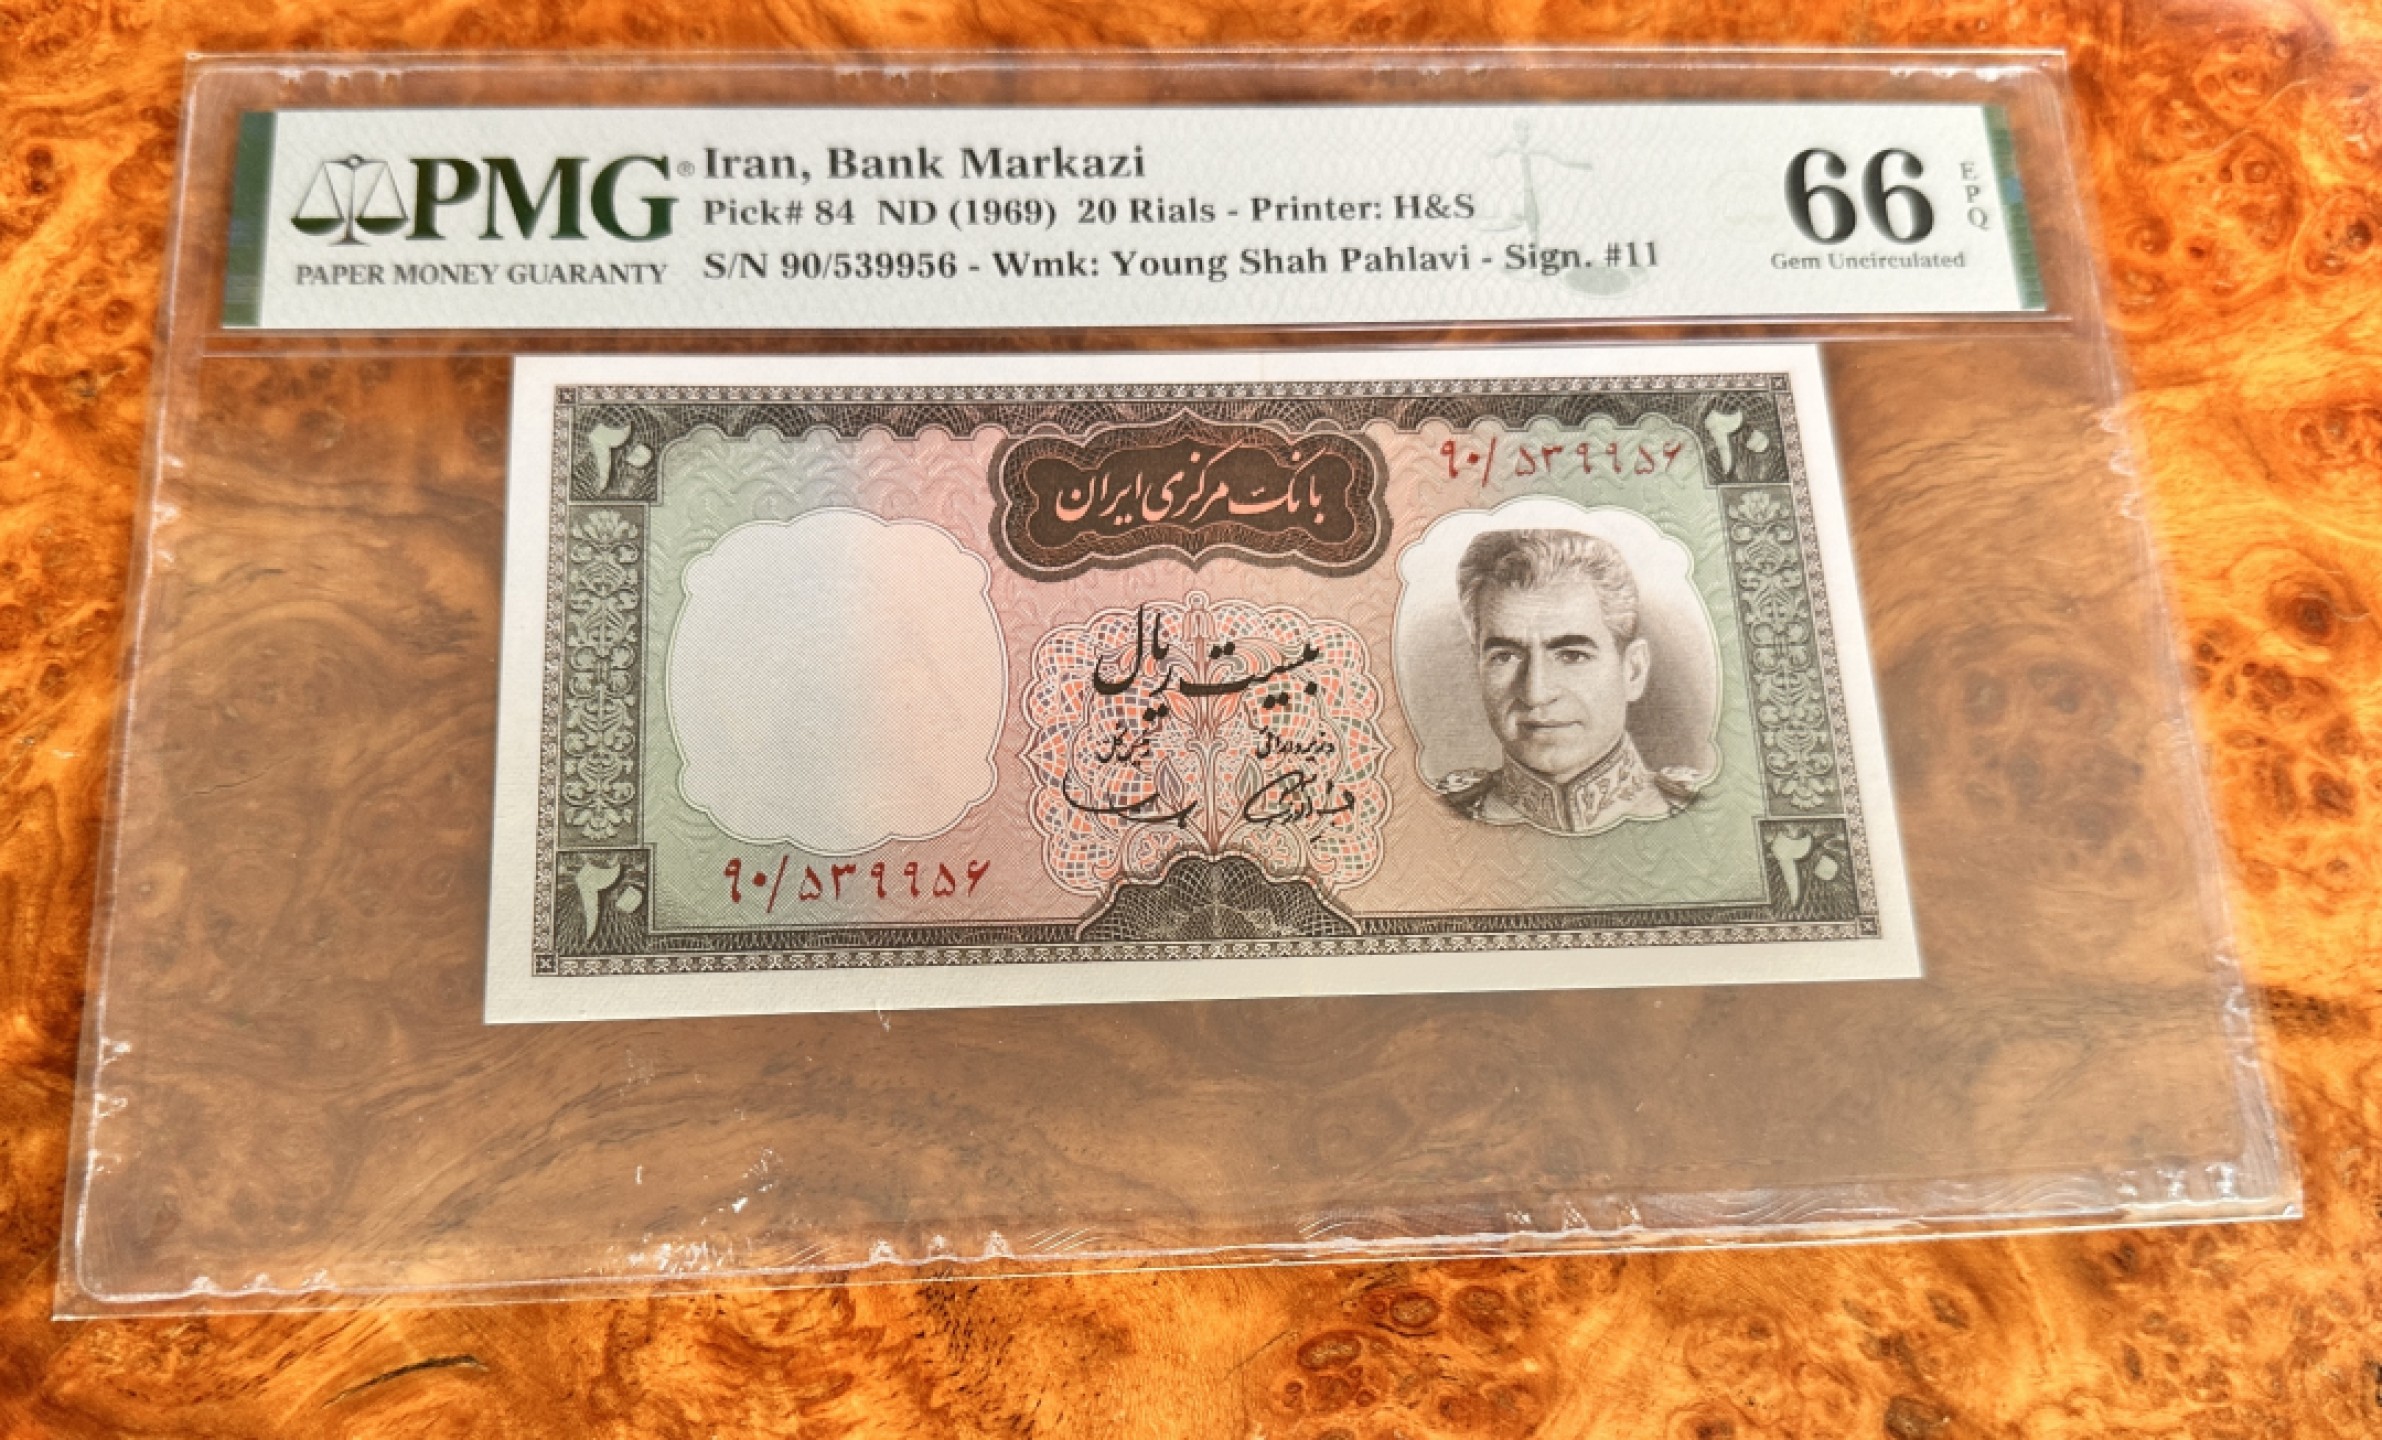 PMG®
PAPER MONEY GUARANTY
Iran, Bank Markazi
Pick# 84 ND (1969) 20 Rials - Printer: H&S
S/N 90/539956 - Wmk: Young Shah Pahlavi - Sign. #11
66 EPQ
Gem Uncirculated
۲۰
۹۰/۵۳۹۹۵۶
۲۰
بانک مرکزی ایران
بیست ریال
وزیر دارائی
رئیس کل
۹۰/۵۳۹۹۵۶
۲۰
۲۰